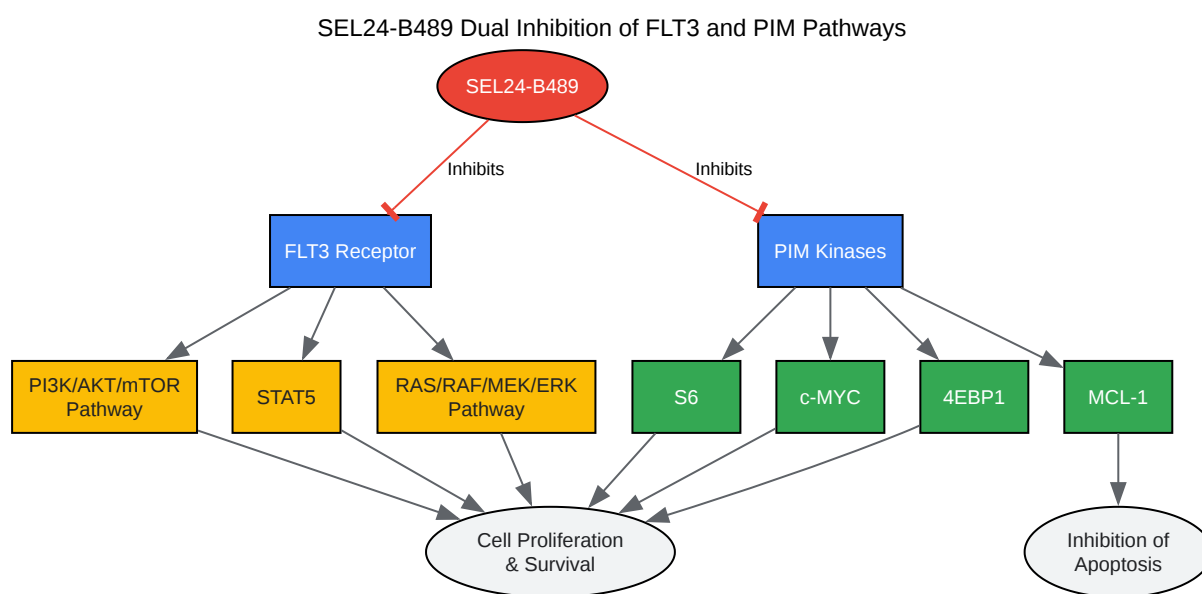 SEL24-B489 Dual Inhibition of FLT3 and PIM Pathways
SEL24-B489
Inhibits
Inhibits
FLT3 Receptor
PIM Kinases
PI3K/AKT/mTOR
Pathway
STAT5
RAS/RAF/MEK/ERK
Pathway
S6
c-MYC
4EBP1
MCL-1
Cell Proliferation
& Survival
Inhibition of
Apoptosis